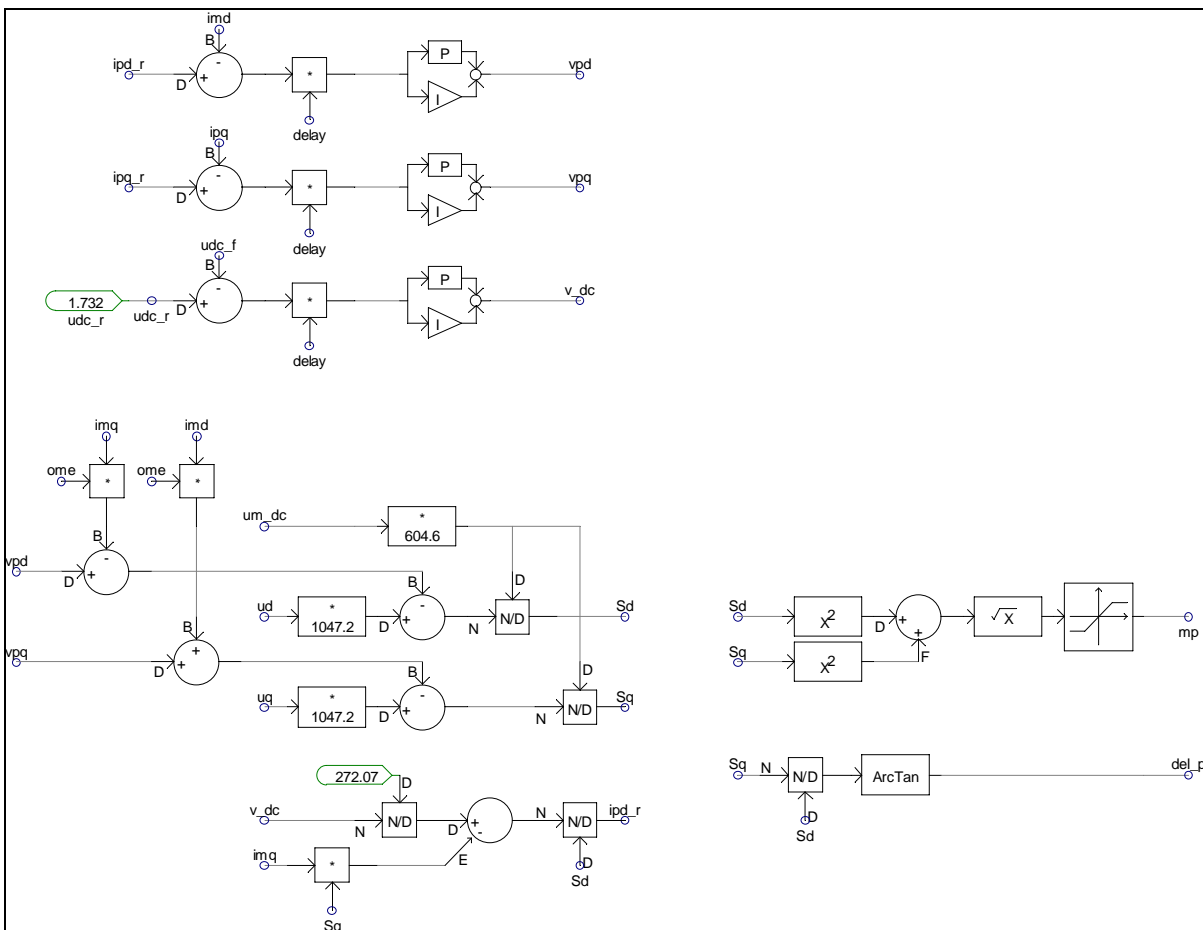 imd
B
-
ipd_r
D
+
*
P
I
vpd
delay
ipq
B
-
ipq_r
D
+
*
P
I
vpq
delay
udc_f
B
-
1.732
udc_r
udc_r
D
+
*
P
I
v_dc
delay
imq
imd
ome
*
ome
*
um_dc
*
604.6
B
-
vpd
D
+
B
-
D
ud
*
1047.2
D
+
N
N/D
Sd
B
+
vpq
D
+
B
-
D
uq
*
1047.2
D
+
N
N/D
Sq
272.07
D
v_dc
N
N/D
D
+
-
N
N/D
ipd_r
imq
*
E
D
Sd
Sq
Sd
X2
D
+
+
√X
mp
Sq
X2
F
Sq
N
N/D
ArcTan
del_p
D
Sd